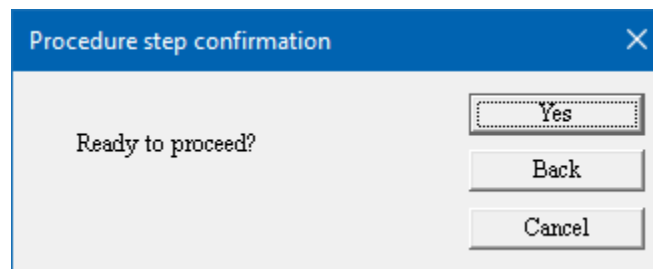 Procedure step confirmation
Ready to proceed?
Yes
Back
Cancel